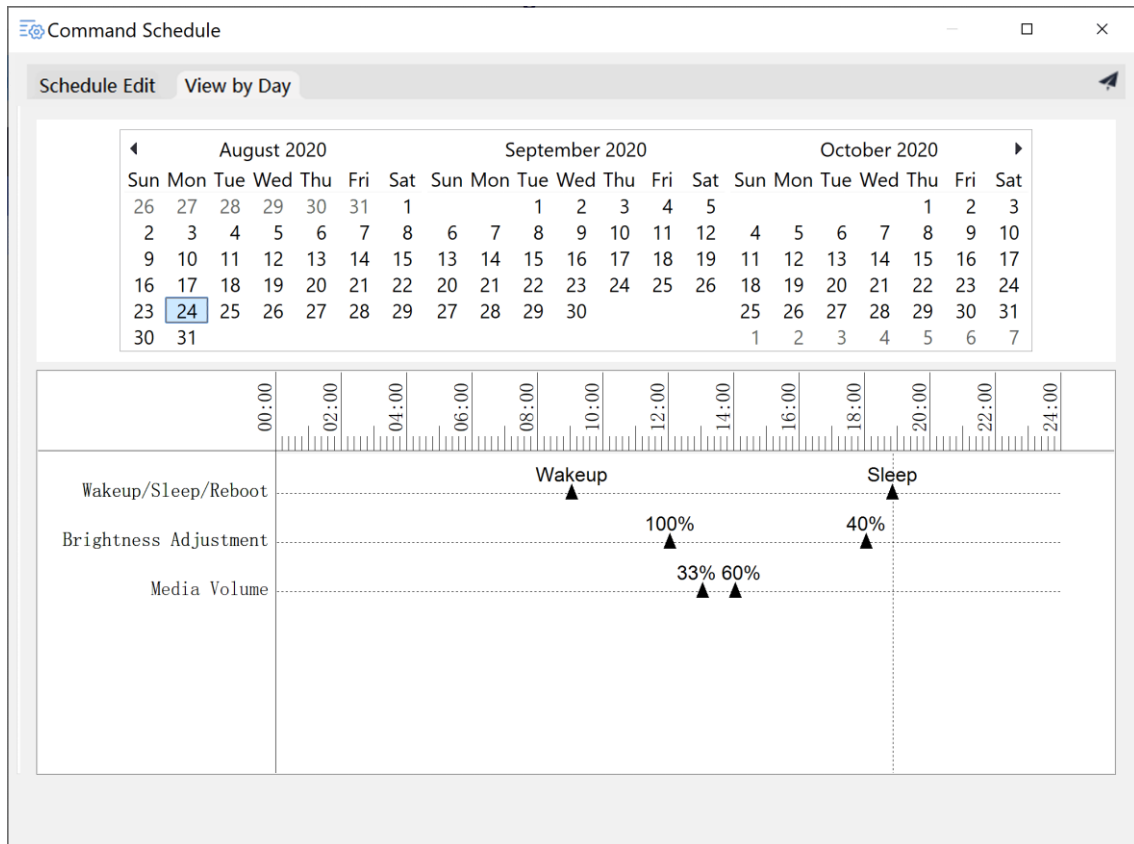 Command Schedule
Schedule Edit View by Day
August 2020 September 2020 October 2020
Sun Mon Tue Wed Thu Fri Sat Sun Mon Tue Wed Thu Fri Sat Sun Mon Tue Wed Thu Fri Sat
26 27 28 29 30 31 1 1 2 3 4 5 1 2 3
2 3 4 5 6 7 8 6 7 8 9 10 11 12 4 5 6 7 8 9 10
9 10 11 12 13 14 15 13 14 15 16 17 18 19 11 12 13 14 15 16 17
16 17 18 19 20 21 22 20 21 22 23 24 25 26 18 19 20 21 22 23 24
23 24 25 26 27 28 29 27 28 29 30 25 26 27 28 29 30 31
30 31 1 2 3 4 5 6 7
00:00 02:00 04:00 06:00 08:00 10:00 12:00 14:00 16:00 18:00 20:00 22:00 24:00
Wakeup Sleep
Wakeup/Sleep/Reboot
100% 40%
Brightness Adjustment
33% 60%
Media Volume